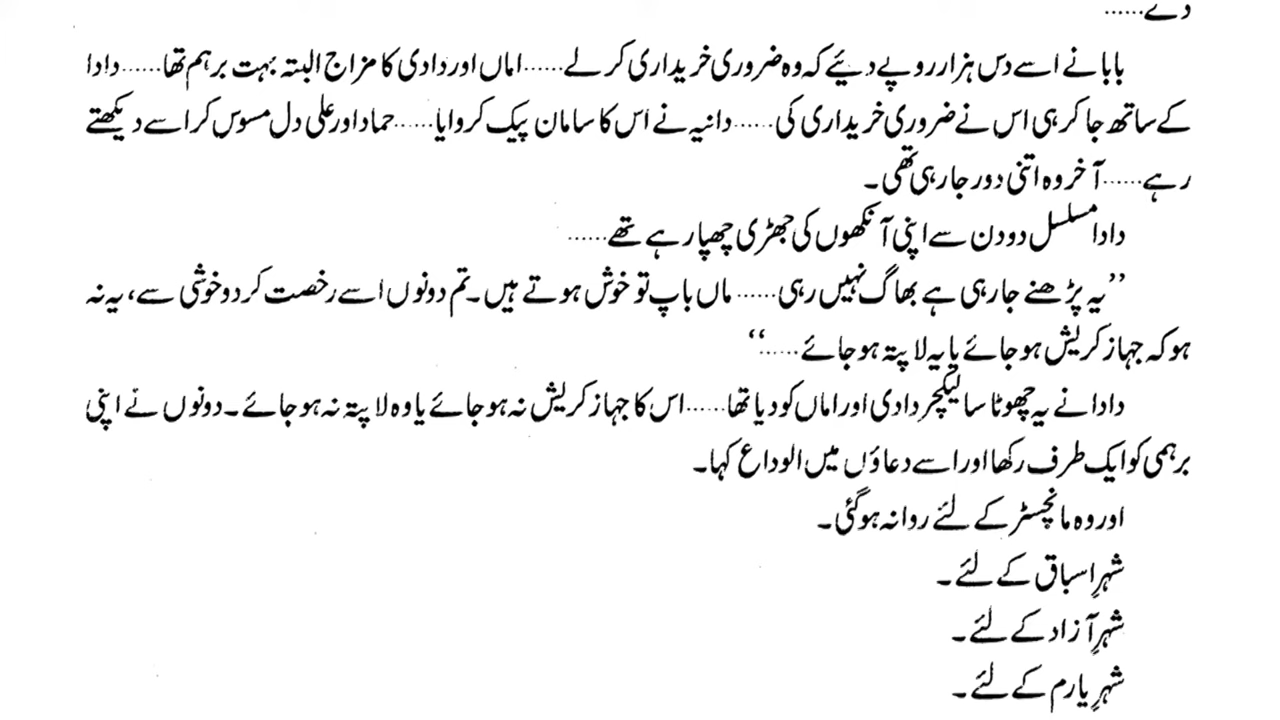 دے......
بابا نے اسے دس ہزار روپے دیئے کہ وہ ضروری خریداری کر لے...... اماں اور دادی کا مزاج البتہ بہت برہم تھا...... دادا
کے ساتھ جا کر ہی اس نے ضروری خریداری کی...... دانیہ نے اس کا سامان پیک کروایا...... حماد اور علی دل مسوس کر اسے دیکھتے
رہے...... آخر وہ اتنی دور جا رہی تھی۔
دادا مسلسل دو دن سے اپنی آنکھوں کی جھڑی چھپا رہے تھے......
’’یہ پڑھنے جا رہی ہے بھاگ نہیں رہی...... ماں باپ تو خوش ہوتے ہیں۔ تم دونوں اسے رخصت کر دو خوشی سے، یہ نہ
ہو کہ جہاز کریش ہو جائے یا یہ لاپتہ ہو جائے......‘‘
دادا نے یہ چھوٹا سا لیکچر دادی اور اماں کو دیا تھا...... اس کا جہاز کریش نہ ہو جائے یا وہ لاپتہ نہ ہو جائے۔ دونوں نے اپنی
برہمی کو ایک طرف رکھا اور اسے دعاؤں میں الوداع کہا۔
اور وہ مانچسٹر کے لئے روانہ ہو گئی۔
شہرِ اسباق کے لئے۔
شہرِ آزاد کے لئے۔
شہرِ یارم کے لئے۔